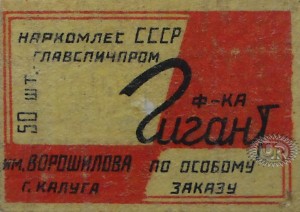 НАРКОМЛЕС СССР
ГЛАВСПИЧПРОМ
50 ШТ.
Ф-КА
Гигант
ИМ. ВОРОШИЛОВА
Г. КАЛУГА
ПО ОСОБОМУ
ЗАКАЗУ